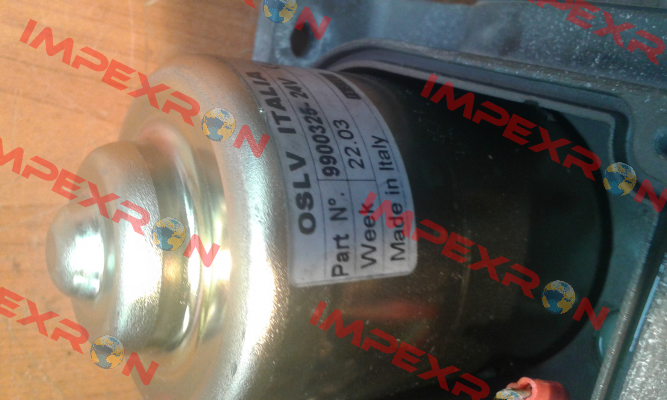 OSLV ITALIA
Part N°. 9900326-24V
Week 22.03
Made in Italy
IMPEXRON
IMPEXRON
IMPEXRON
IMPEXRON
IMPEXRON
IMPEXRON